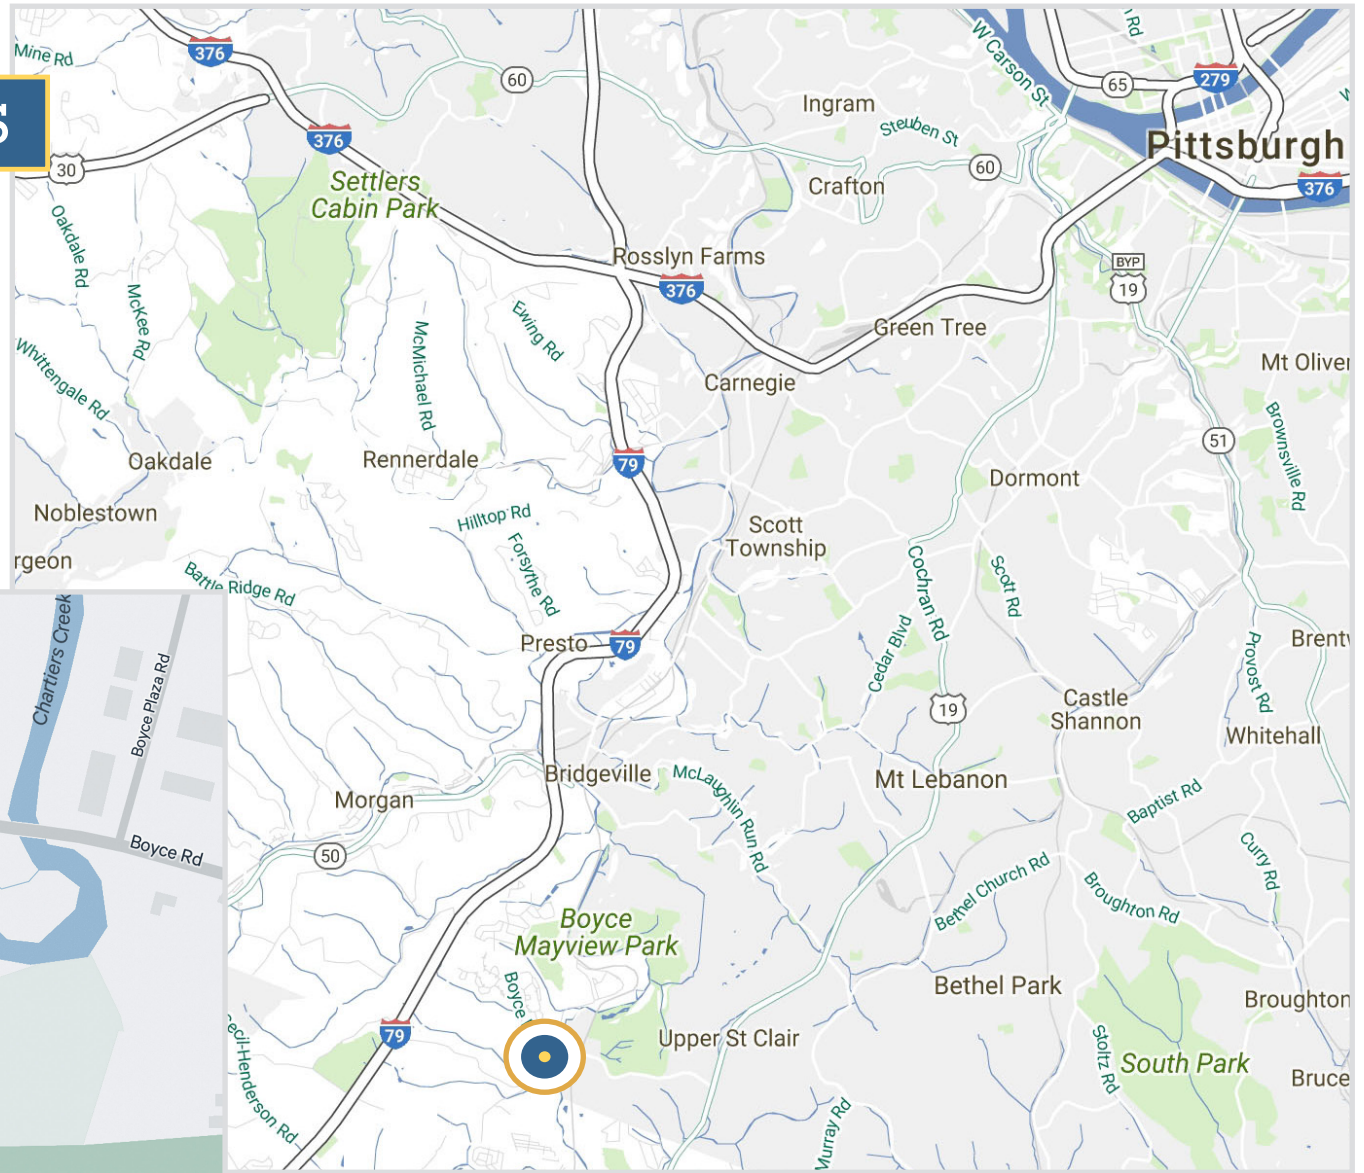 376
Mine Rd
60
W Carson St
65
279
Ingram
S
Steuben St
376
Pittsburgh
30
60
Settlers
Cabin Park
Crafton
376
Oakdale Rd
Rosslyn Farms
BYP
19
376
McKee Rd
Ewing Rd
McMichael Rd
Green Tree
Whittengale Rd
Carnegie
Mt Oliver
Brownsville Rd
51
Oakdale
Rennerdale
79
Dormont
Noblestown
Hilltop Rd
Scott
Township
Forsythe Rd
rgeon
Battle Ridge Rd
Cochran Rd
Scott Rd
Chartiers Creek
Presto
79
Cedar Blvd
Brentw
Provost Rd
Boyce Plaza Rd
19
Castle
Shannon
Whitehall
Bridgeville
McLaughlin Run Rd
Mt Lebanon
Morgan
Baptist Rd
Boyce Rd
50
Curry Rd
Bethel Church Rd
Broughton Rd
Boyce
Mayview Park
Boyce
Bethel Park
Broughton
79
Upper St Clair
ecil-Henderson Rd
Stoltz Rd
South Park
Bruce
Murray Rd